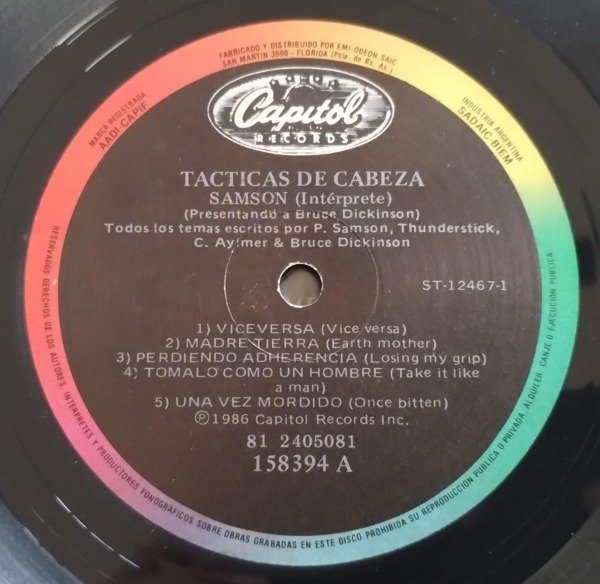 FABRICADO Y DISTRIBUIDO POR EMI-ODEON SAIC
SAN MARTIN 3590 - FLORIDA (Pcia de Bs. As.)
MARCA REGISTRADA
AADI CAPIF
INDUSTRIA ARGENTINA
SADAIC BIEM
Capitol
RECORDS
TACTICAS DE CABEZA
SAMSON (Intérprete)
(Presentando a Bruce Dickinson)
Todos los temas escritos por P. Samson, Thunderstick,
C. Aylmer & Bruce Dickinson
ST-12467-1
1) VICEVERSA (Vice versa)
2) MADRE TIERRA (Earth mother)
3) PERDIENDO ADHERENCIA (Losing my grip)
4) TOMALO COMO UN HOMBRE (Take it like
a man)
5) UNA VEZ MORDIDO (Once bitten)
Ⓟ1986 Capitol Records Inc.
81 2405081
158394 A
RESERVADOS DERECHOS DE LOS AUTORES, INTERPRETES Y PRODUCTORES FONOGRAFICOS SOBRE OBRAS GRABADAS EN ESTE DISCO. PROHIBIDA SU REPRODUCCION PUBLICA O PRIVADA, ALQUILER, CANJE O EJECUCION PUBLICA